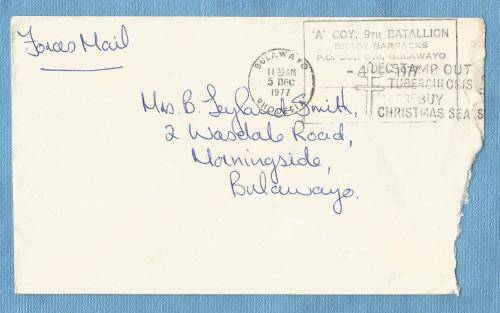 Forces Mail
'A' COY. 9TH BATALLION
BRADY BARRACKS
P.O. BOX BULAWAYO
-4 DEC 1977
BULAWAYO
11-30AM
5 DEC
1977
RHODESIA
STAMP OUT
TUBERCULOSIS
BUY
CHRISTMAS SEALS
Mrs. B. Leyland-Smith,
2 Wasdale Road,
Morningside,
Bulawayo.